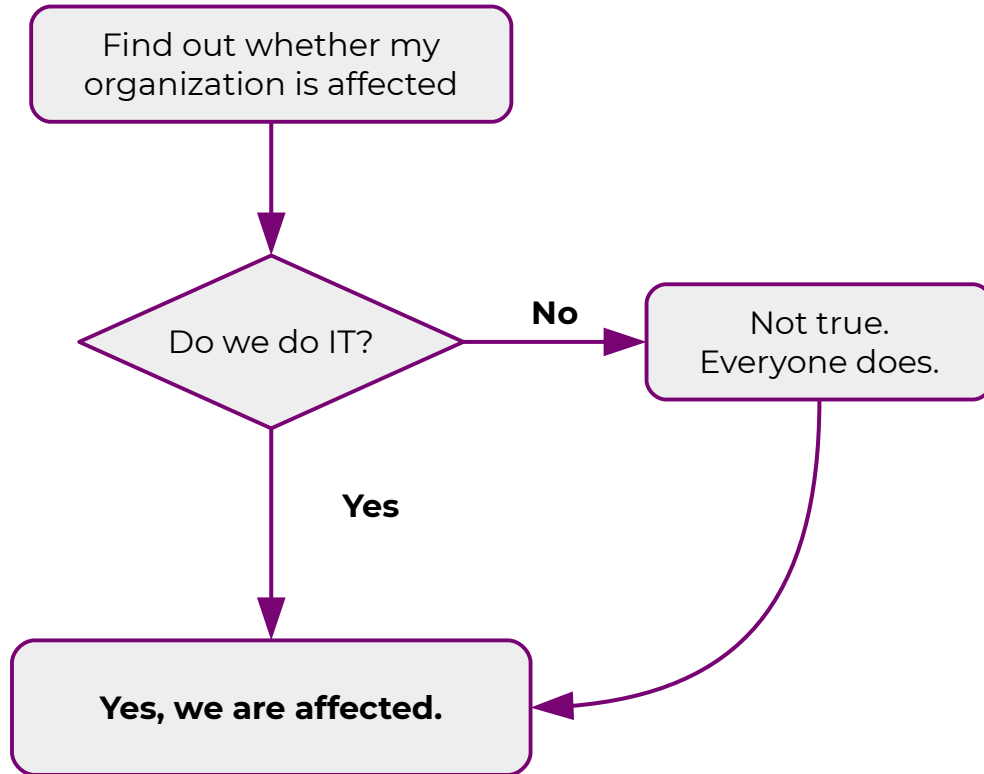 Find out whether my
organization is affected
Do we do IT?
No
Not true.
Everyone does.
Yes
Yes, we are affected.